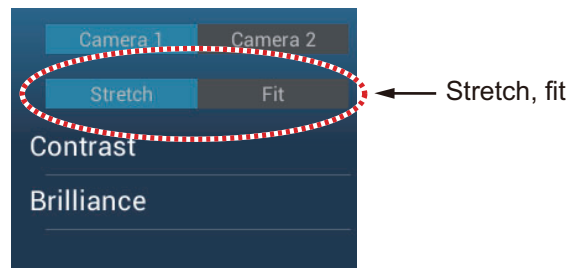 Camera 1 Camera 2
Stretch Fit
Stretch, fit
Contrast
Brilliance